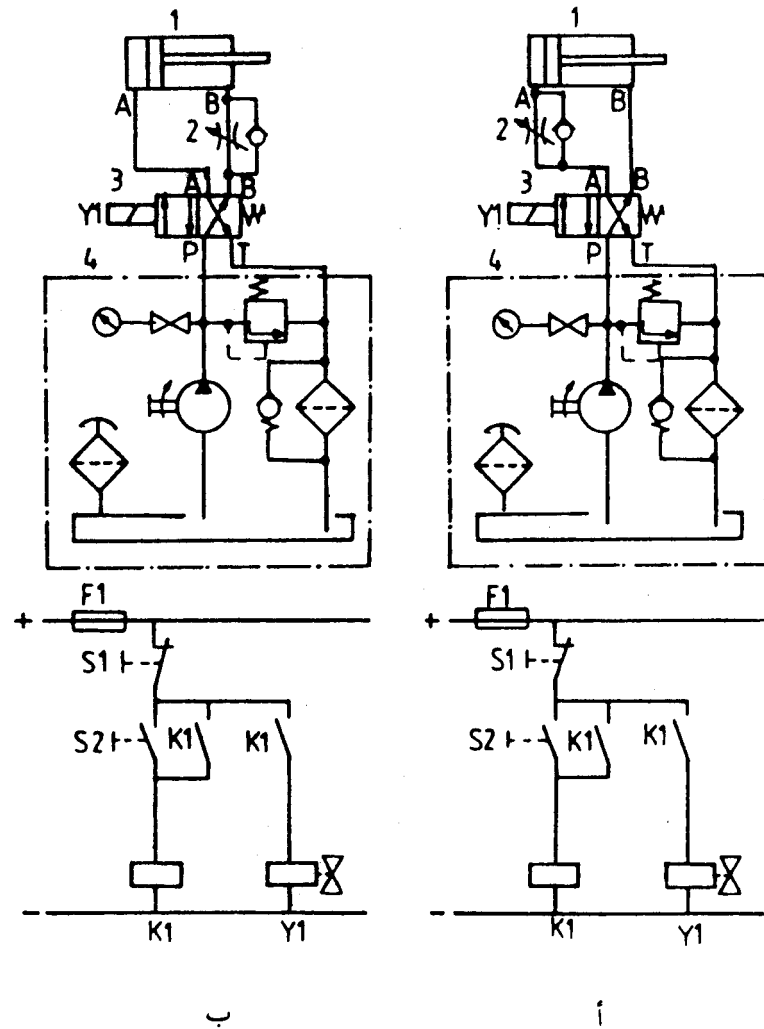 1 1
A B A B
2 2
3 A B 3 A B
Y1 Y1
P T P T
4 4
F1 F1
+ +
S1 S1
S2 K1 K1 S2 K1 K1
- -
K1 Y1 K1 Y1
ب أ